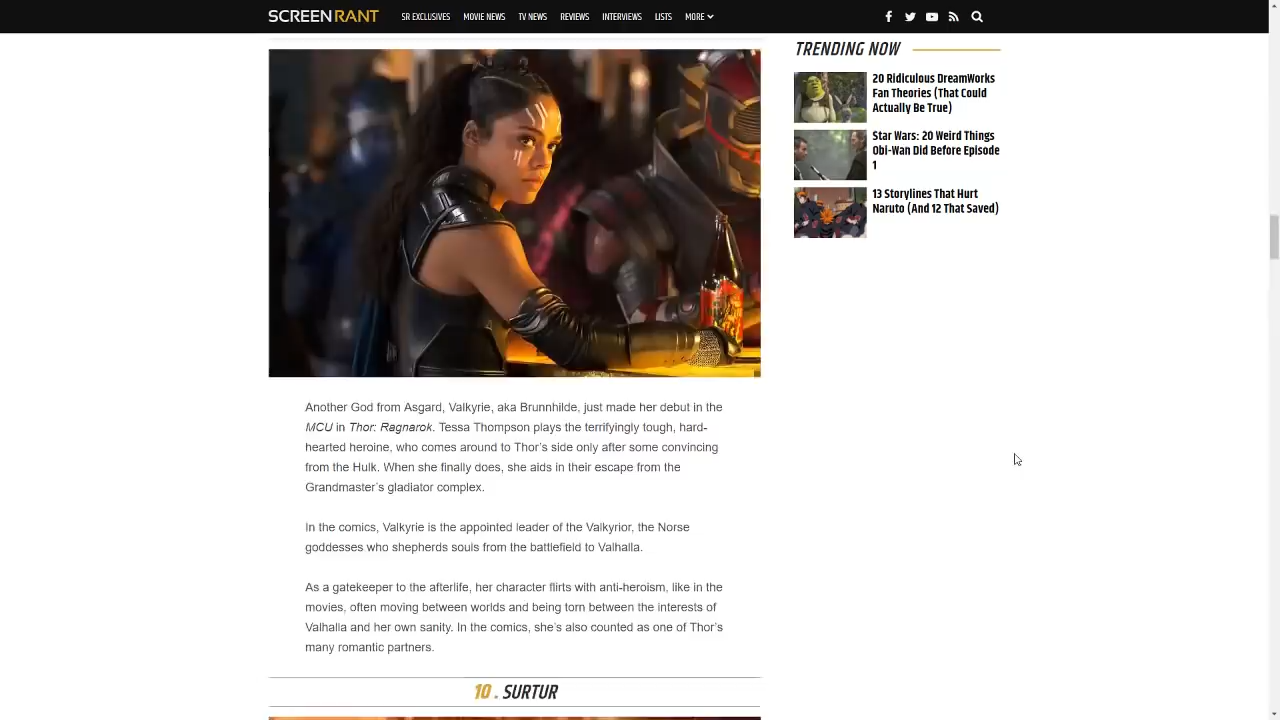 SCREENRANT SR EXCLUSIVES MOVIE NEWS TV NEWS REVIEWS INTERVIEWS LISTS MORE
TRENDING NOW
20 Ridiculous DreamWorks
Fan Theories (That Could
Actually Be True)
Star Wars: 20 Weird Things
Obi-Wan Did Before Episode
1
13 Storylines That Hurt
Naruto (And 12 That Saved)
Another God from Asgard, Valkyrie, aka Brunnhilde, just made her debut in the
MCU in Thor: Ragnarok. Tessa Thompson plays the terrifyingly tough, hard-
hearted heroine, who comes around to Thor's side only after some convincing
from the Hulk. When she finally does, she aids in their escape from the
Grandmaster's gladiator complex.
In the comics, Valkyrie is the appointed leader of the Valkyrior, the Norse
goddesses who shepherds souls from the battlefield to Valhalla.
As a gatekeeper to the afterlife, her character flirts with anti-heroism, like in the
movies, often moving between worlds and being torn between the interests of
Valhalla and her own sanity. In the comics, she's also counted as one of Thor's
many romantic partners.
10 . SURTUR